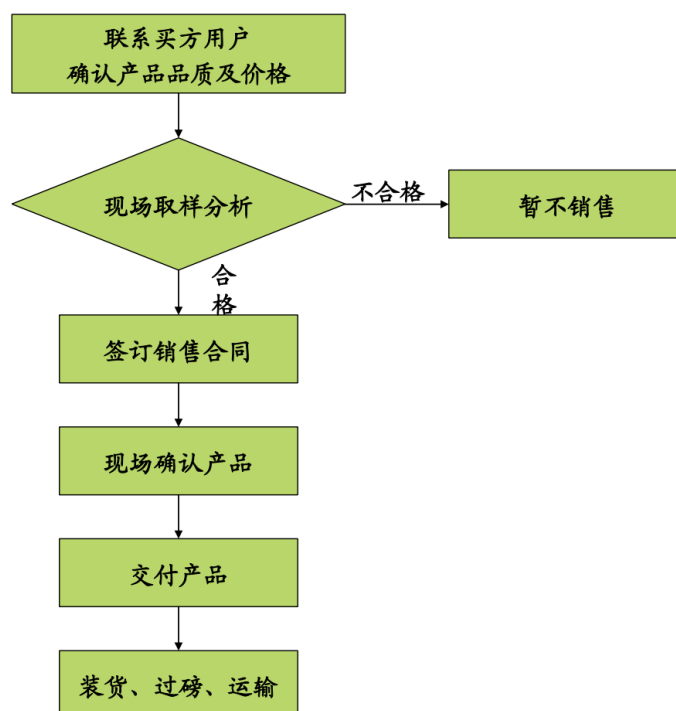 联系买方用户
确认产品品质及价格
现场取样分析
不合格
暂不销售
合
格
签订销售合同
现场确认产品
交付产品
装货、过磅、运输